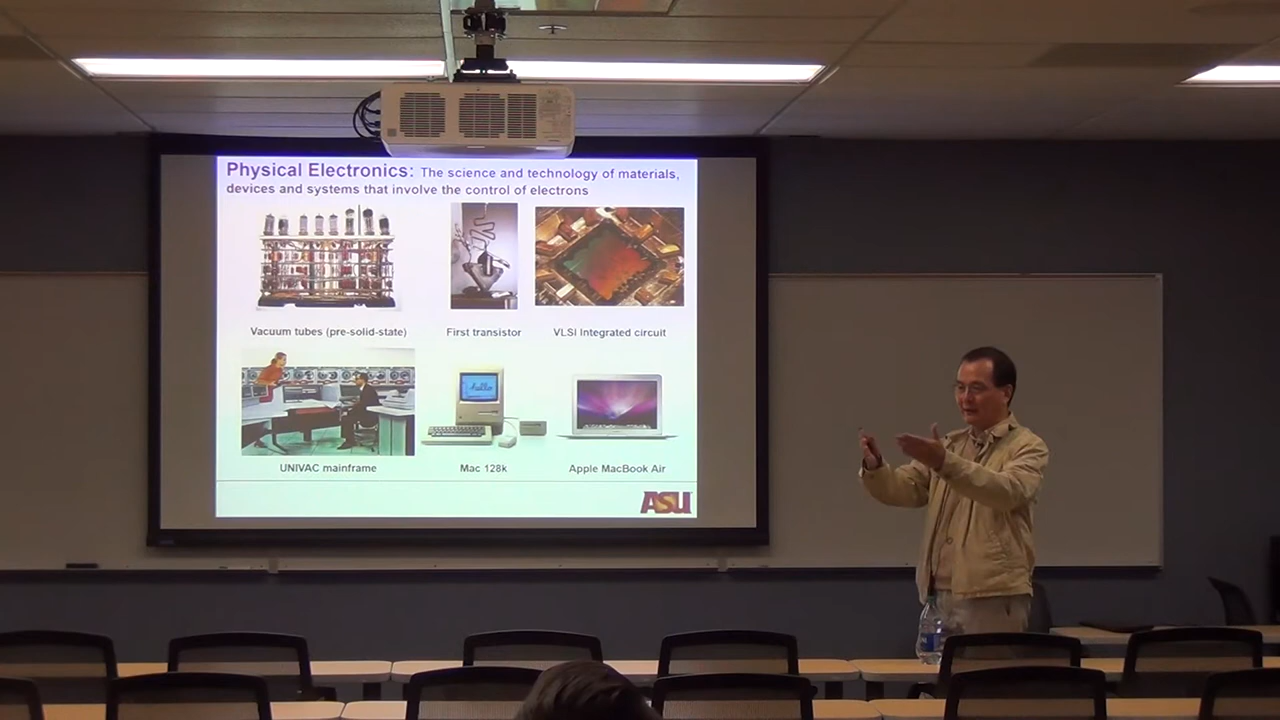 Physical Electronics: The science and technology of materials,
devices and systems that involve the control of electrons
Vacuum tubes (pre-solid-state)
First transistor
VLSI Integrated circuit
hello
UNIVAC mainframe
Mac 128k
Apple MacBook Air
ASU